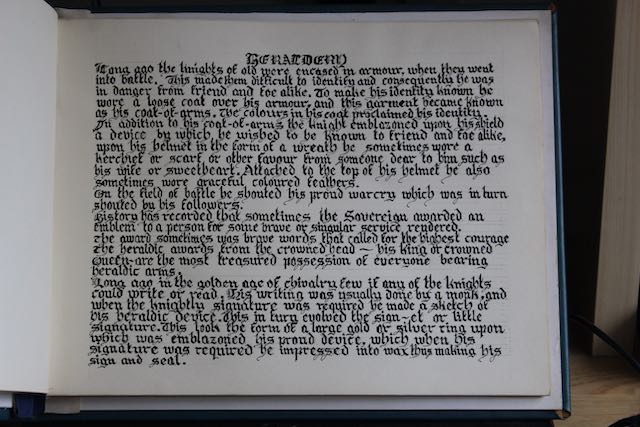 HERALDRY
Long ago the knights of old were encased in armour, when they went
into battle. This made them difficult to identify and consequently he was
in danger from friend and foe alike. To make his identity known he
wore a loose coat over his armour, and this garment became known
as his coat-of-arms. The colours in his coat proclaimed his identity.
In addition to his coat-of-arms the knight emblazoned upon his shield
a device by which, he wished to be known to friend and foe alike,
upon his helmet in the form of a wreath he sometimes wore a
kerchief or scarf, or other favour from someone dear to him such as
his wife or sweetheart. Attached to the top of his helmet he also
sometimes wore graceful coloured feathers.
On the field of battle he shouted his proud warcry which was in turn
shouted by his followers.
History has recorded that sometimes the Sovereign awarded an
emblem to a person for some brave or singular service rendered.
The award sometimes was brave words that called for the highest courage
The heraldic awards from the crowned head - his king or crowned
Queen-are the most treasured possession of everyone bearing
heraldic arms.
Long ago in the golden age of chivalry few if any of the knights
could write or read. His writing was usually done by a monk, and
when the knightly signature was required he made a sketch of
his heraldic device. This in turn evolved the sign-et or little
signature. This took the form of a large gold or silver ring upon
which was emblazoned his proud device, which when his
signature was required he impressed into wax thus making his
sign and seal.